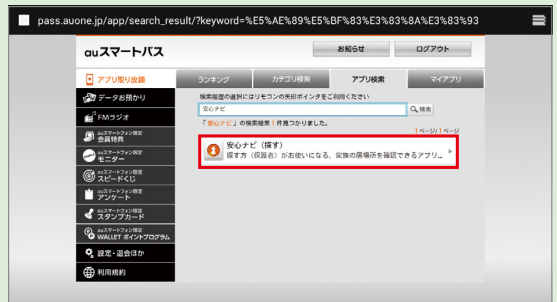 pass.auone.jp/app/search_result/?keyword=%E5%AE%89%E5%BF%83%E3%83%8A%E3%83%93
auスマートパス
お知らせ
ログアウト
アプリ取り放題
データお預かり
FMラジオ
auスマートフォン限定
会員特典
auスマートフォン限定
モニター
auスマートフォン限定
スピードくじ
auスマートフォン限定
アンケート
auスマートフォン限定
スタンプカード
auスマートフォン限定
WALLET ポイントプログラム
設定・退会ほか
利用規約
ランキング
カテゴリ検索
アプリ検索
マイアプリ
検索履歴の選択にはリモコンの矢印ポインタをご利用ください
安心ナビ
検索
「安心ナビ」の検索結果1件見つかりました。
1 ページ/1 ページ
安心ナビ（探す）
探す方（保護者）がお使いになる、家族の居場所を確認できるアプリ...